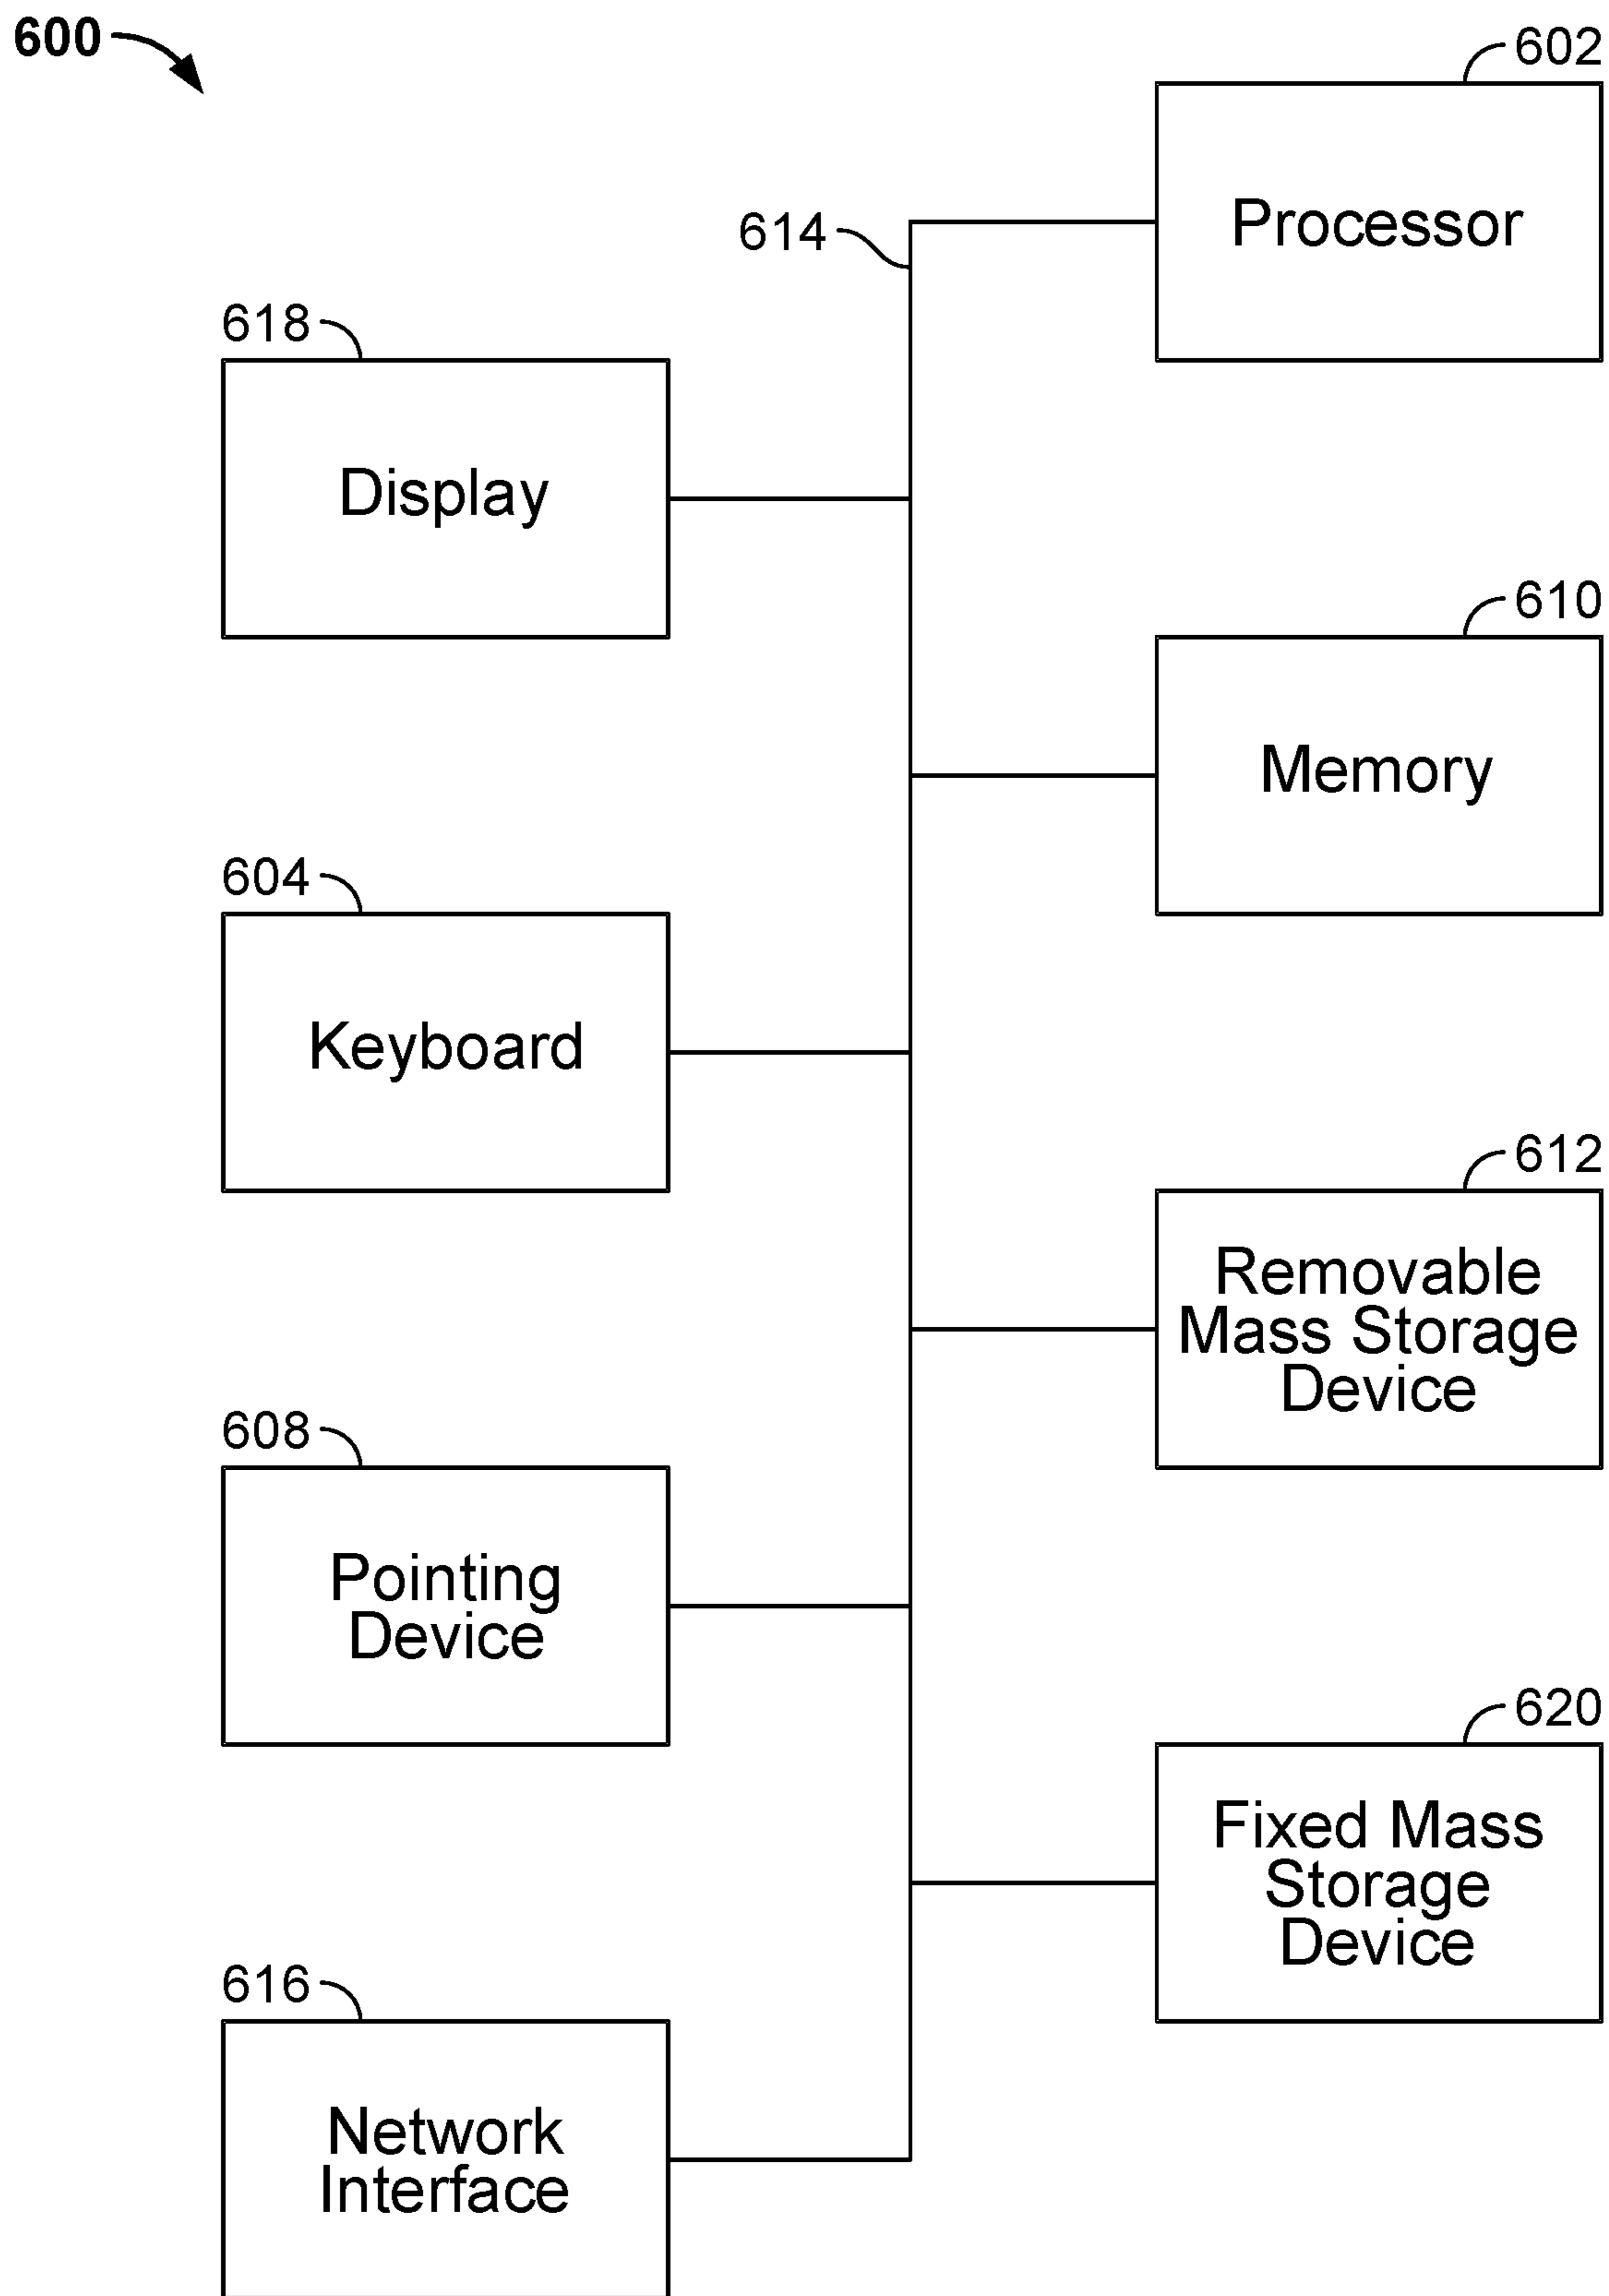 600
602
Processor
614
618
Display
610
Memory
604
Keyboard
612
Removable
Mass Storage
Device
608
Pointing
Device
620
Fixed Mass
Storage
Device
616
Network
Interface